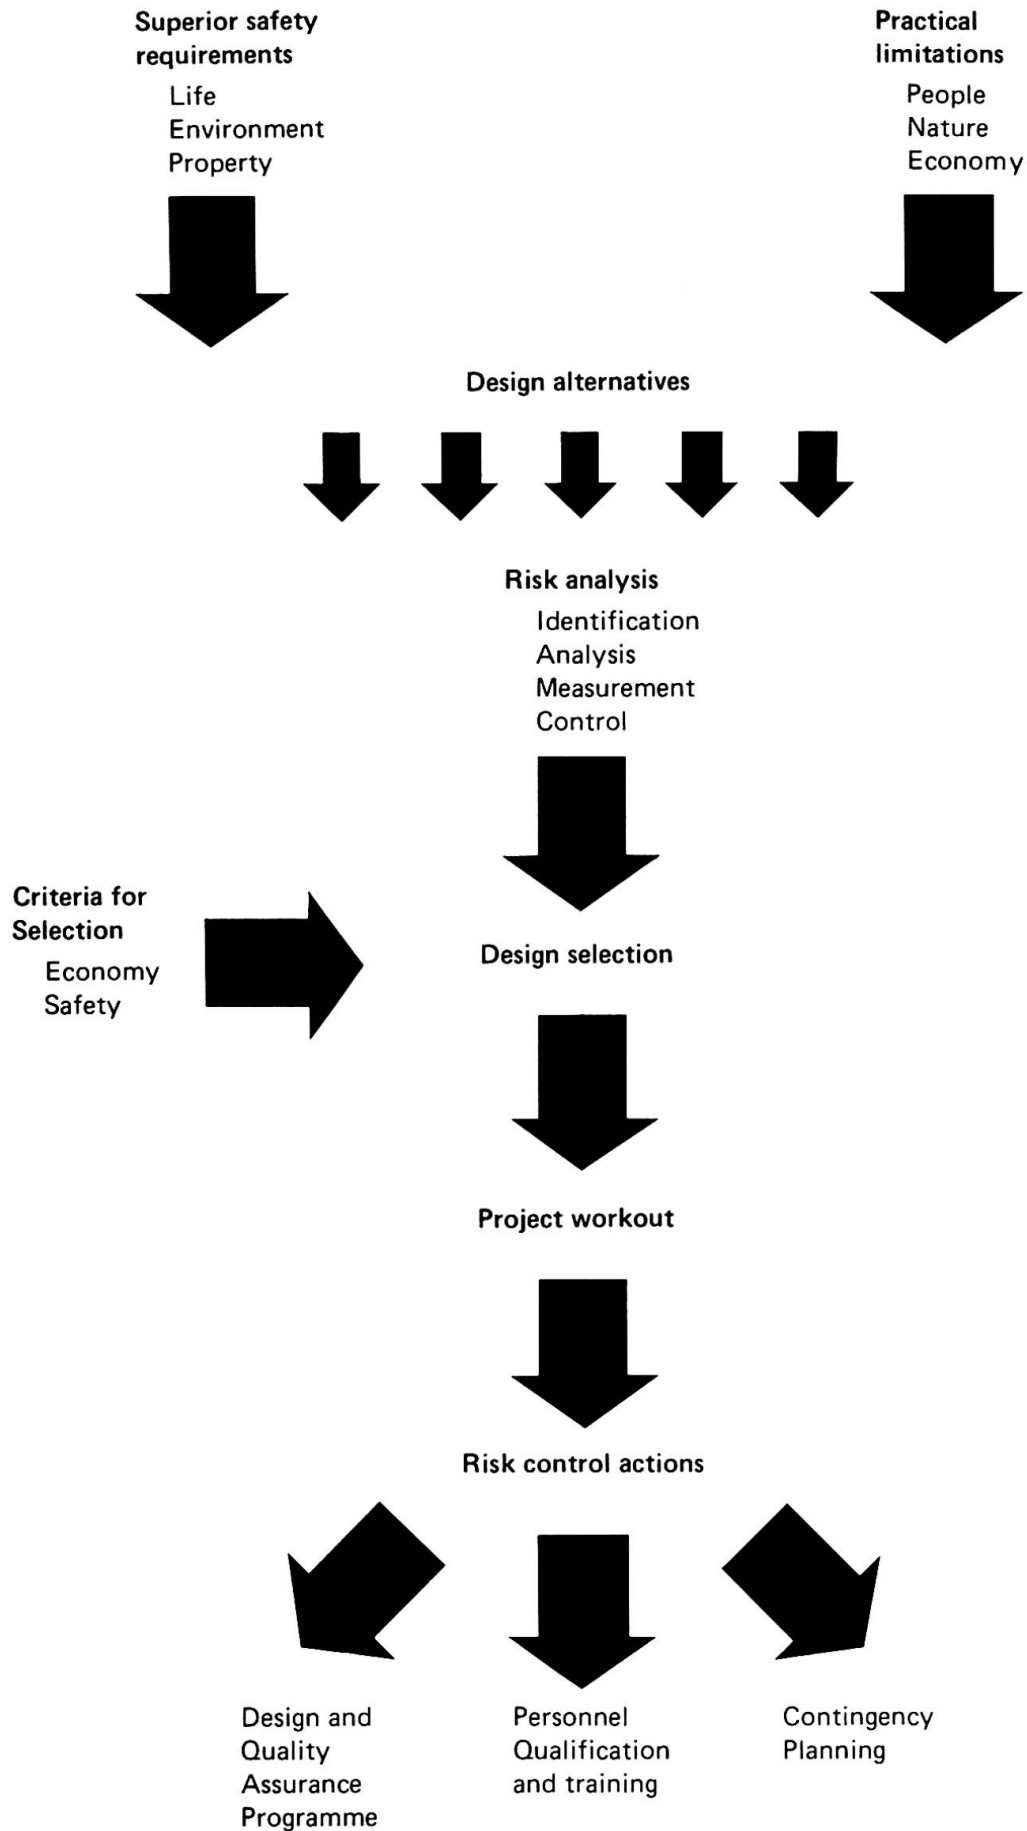 Superior safety
requirements
Life
Environment
Property
Practical
limitations
People
Nature
Economy
Design alternatives
Risk analysis
Identification
Analysis
Measurement
Control
Criteria for
Selection
Economy
Safety
Design selection
Project workout
Risk control actions
Design and
Quality
Assurance
Programme
Personnel
Qualification
and training
Contingency
Planning